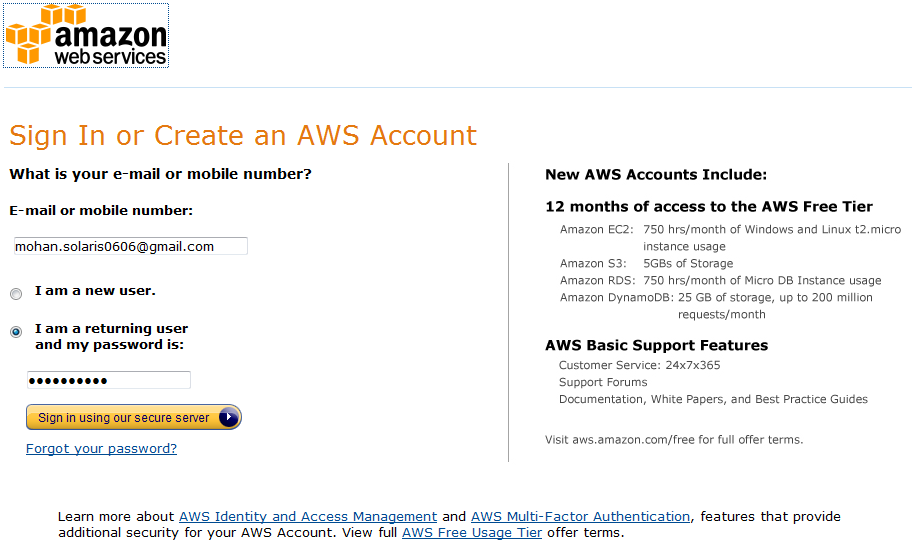 amazon
web services
Sign In or Create an AWS Account
What is your e-mail or mobile number?
E-mail or mobile number:
mohan.solaris0606@gmail.com
I am a new user.
I am a returning user
and my password is:
••••••••••
Sign in using our secure server
Forgot your password?
New AWS Accounts Include:
12 months of access to the AWS Free Tier
Amazon EC2: 750 hrs/month of Windows and Linux t2.micro
instance usage
Amazon S3: 5GBs of Storage
Amazon RDS: 750 hrs/month of Micro DB Instance usage
Amazon DynamoDB: 25 GB of storage, up to 200 million
requests/month
AWS Basic Support Features
Customer Service: 24x7x365
Support Forums
Documentation, White Papers, and Best Practice Guides
Visit aws.amazon.com/free for full offer terms.
Learn more about AWS Identity and Access Management and AWS Multi-Factor Authentication, features that provide
additional security for your AWS Account. View full AWS Free Usage Tier offer terms.